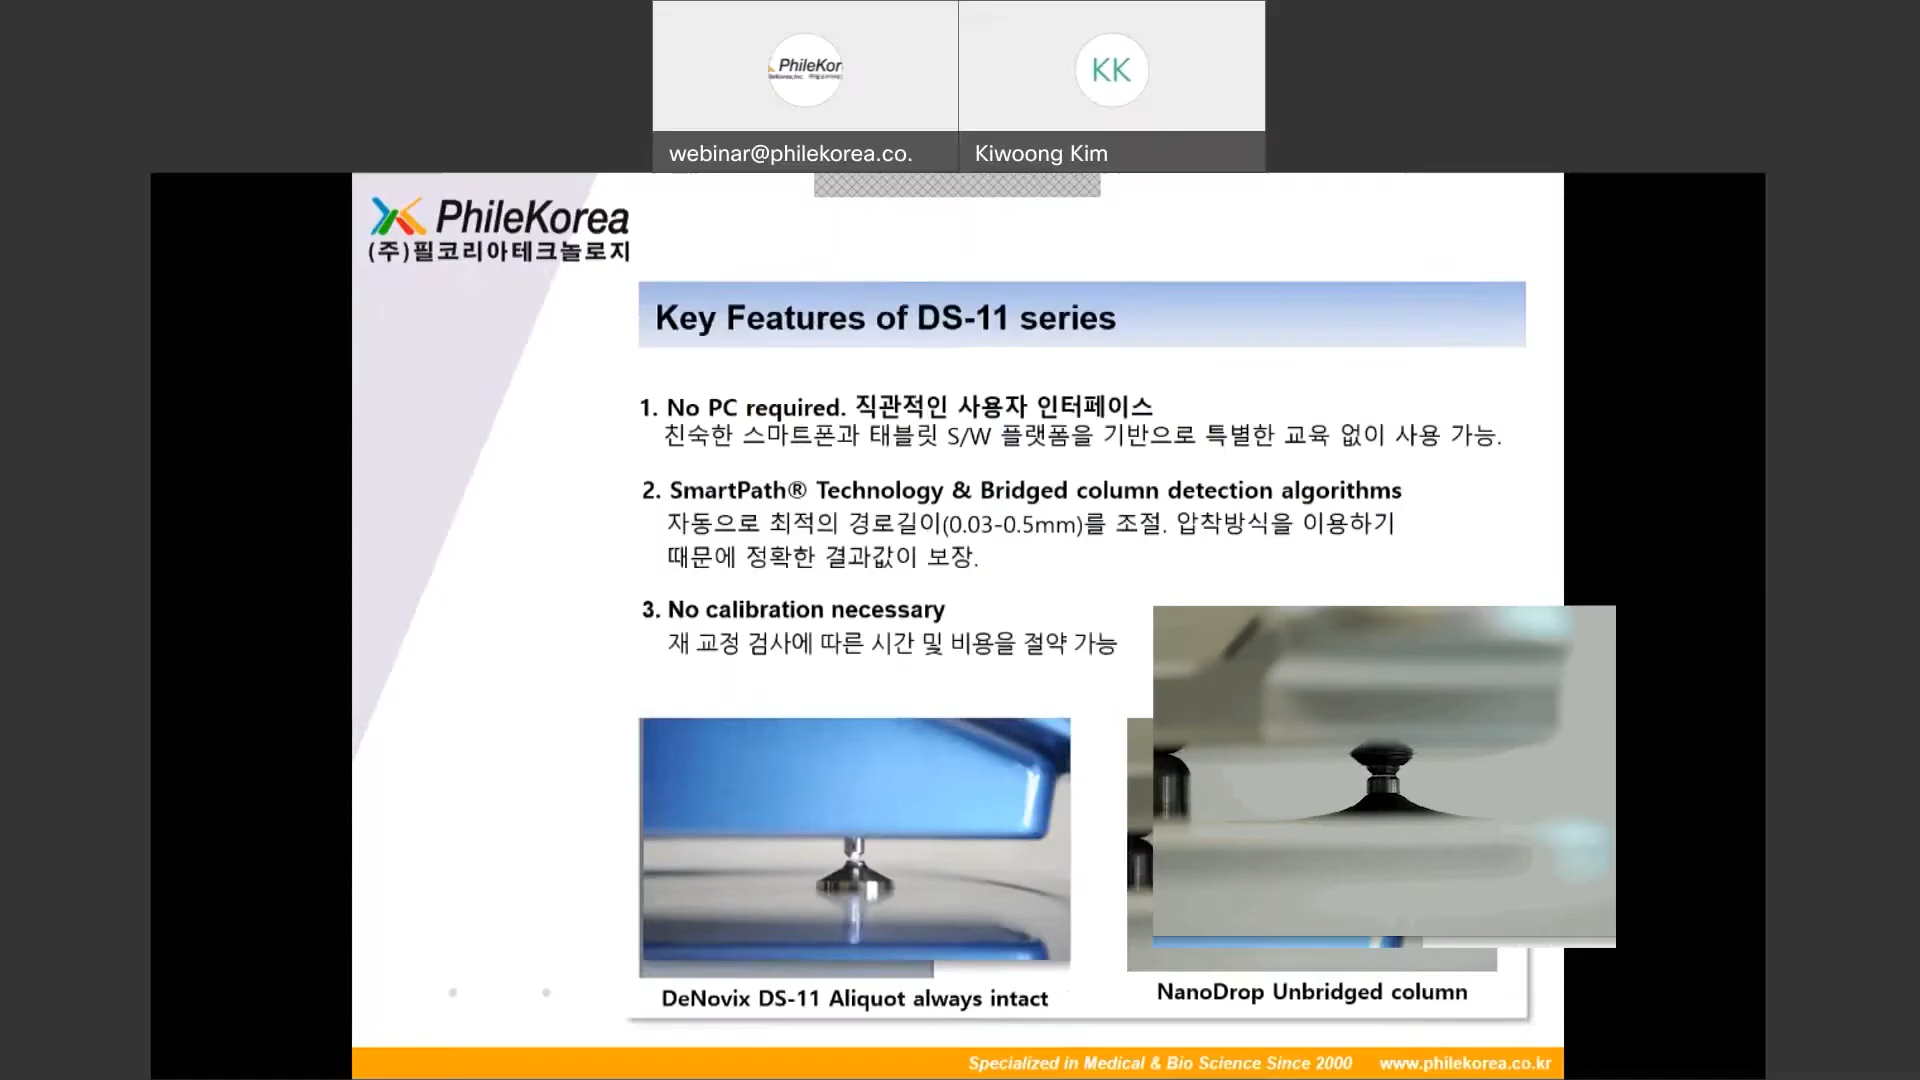 PhileKor
KK
webinar@philekorea.co.
Kiwoong Kim
PhileKorea
(주)필코리아테크놀로지
Key Features of DS-11 series
1. No PC required. 직관적인 사용자 인터페이스
친숙한 스마트폰과 태블릿 S/W 플랫폼을 기반으로 특별한 교육 없이 사용 가능.
2. SmartPath® Technology & Bridged column detection algorithms
자동으로 최적의 경로길이(0.03-0.5mm)를 조절. 압착방식을 이용하기
때문에 정확한 결과값이 보장.
3. No calibration necessary
재 교정 검사에 따른 시간 및 비용을 절약 가능
DeNovix DS-11 Aliquot always intact
NanoDrop Unbridged column
Specialized in Medical & Bio Science Since 2000 www.philekorea.co.kr